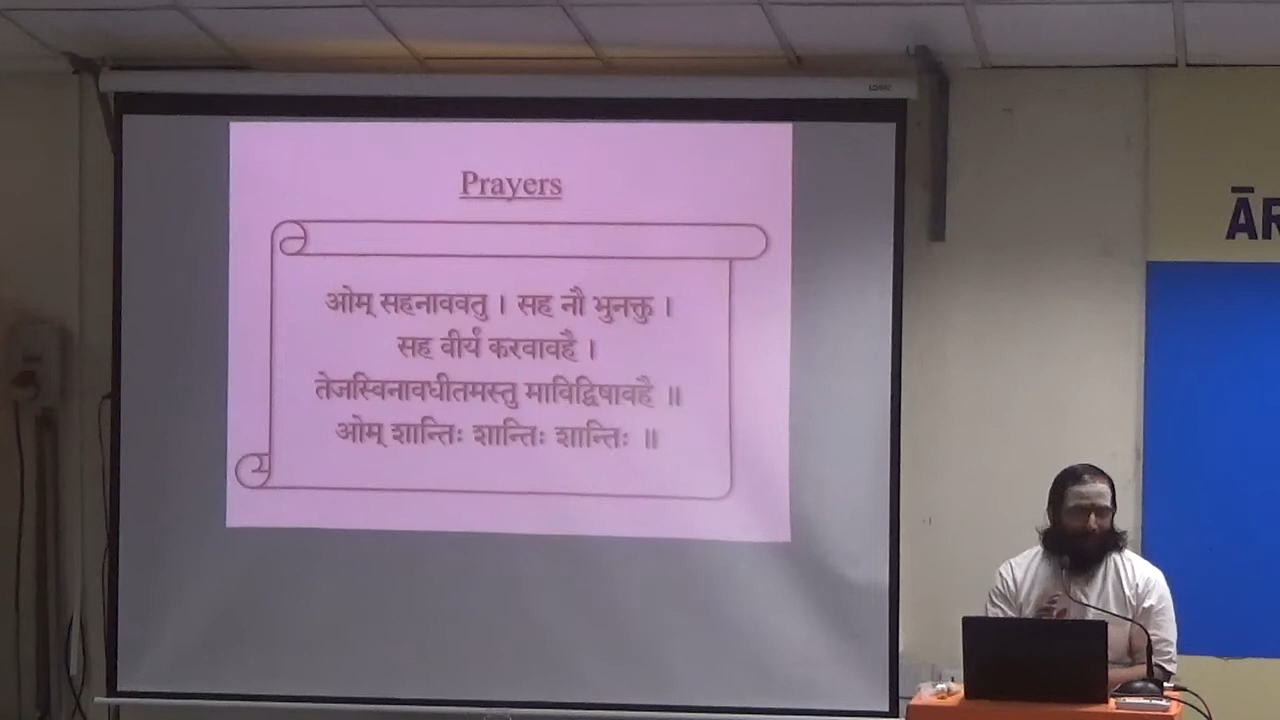 Prayers
ओम् सहनाववतु । सह नौ भुनक्तु ।
सह वीर्यं करवावहै ।
तेजस्विनावधीतमस्तु माविद्विषावहै ॥
ओम् शान्तिः शान्तिः शान्तिः ॥